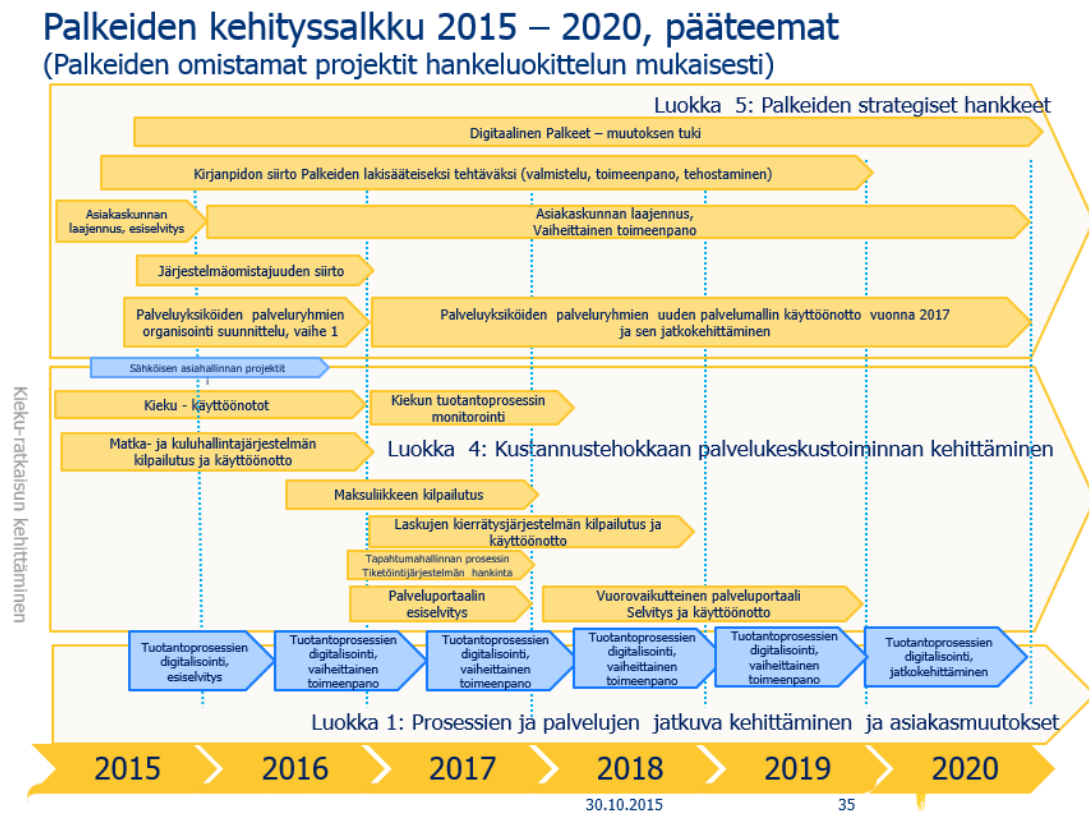 Palkeiden kehityssalkku 2015 – 2020, pääteemat
(Palkeiden omistamat projektit hankeluokittelun mukaisesti)
Luokka 5: Palkeiden strategiset hankkeet
Digitaalinen Palkeet – muutoksen tuki
Kirjanpidon siirto Palkeiden lakisääteiseksi tehtäväksi (valmistelu, toimeenpano, tehostaminen)
Asiakaskunnan
laajennus, esiselvitys
Asiakaskunnan laajennus,
Vaiheittainen toimeenpano
Järjestelmäomistajuuden siirto
Palveluyksiköiden palveluryhmien
organisointi suunnittelu, vaihe 1
Palveluyksiköiden palveluryhmien uuden palvelumallin käyttöönotto vuonna 2017
ja sen jatkokehittäminen
Sähköisen asiahallinnan projektit
i
Kieku-ratkaisun kehittäminen
Kieku - käyttöönotot
Kiekun tuotantoprosessin
monitorointi
Matka- ja kuluhallintajärjestelmän
kilpailutus ja käyttöönotto
Luokka 4: Kustannustehokkaan palvelukeskustoiminnan kehittäminen
Maksuliikkeen kilpailutus
Laskujen kierrätysjärjestelmän kilpailutus ja
käyttöönotto
Tapahtumahallinnan prosessin
Tiketöintijärjestelmän hankinta
Palveluportaalin
esiselvitys
Vuorovaikutteinen palveluportaali
Selvitys ja käyttöönotto
Tuotantoprosessien
digitalisointi,
esiselvitys
Tuotantoprosessien
digitalisointi,
vaiheittainen
toimeenpano
Tuotantoprosessien
digitalisointi,
vaiheittainen
toimeenpano
Tuotantoprosessien
digitalisointi,
vaiheittainen
toimeenpano
Tuotantoprosessien
digitalisointi,
vaiheittainen
toimeenpano
Tuotantoprosessien
digitalisointi,
jatkokehittäminen
Luokka 1: Prosessien ja palvelujen jatkuva kehittäminen ja asiakasmuutokset
2015
2016
2017
2018
2019
2020
30.10.2015
35